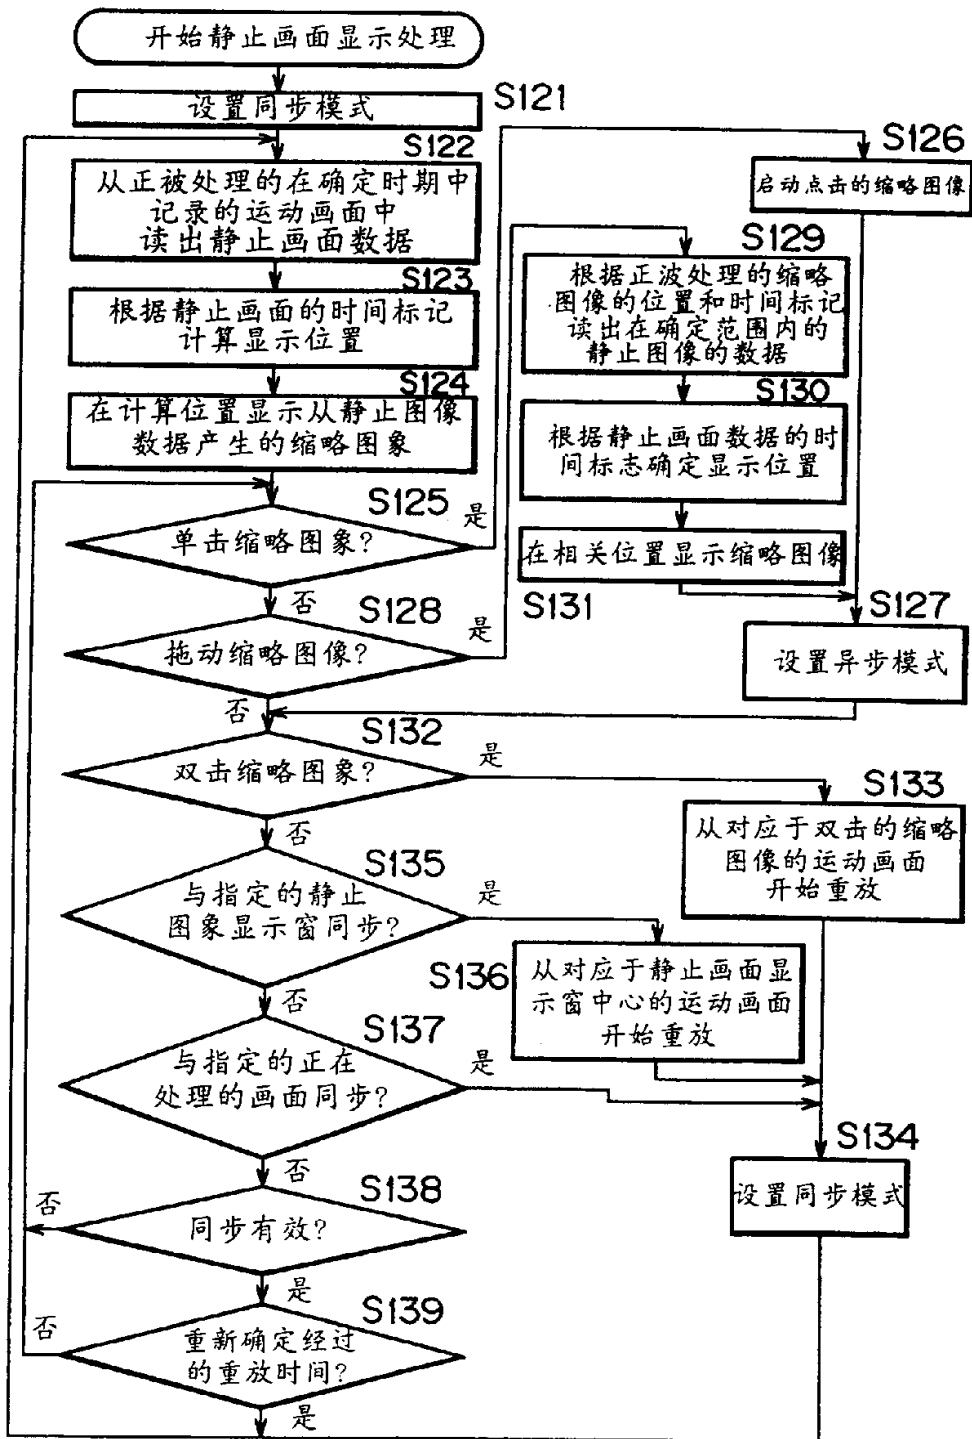 开始静止画面显示处理
设置同步模式
S121
S122
从正被处理的在确定时期中
记录的运动画面中
读出静止画面数据
S123
根据静止画面的时间标记
计算显示位置
S124
在计算位置显示从静止图像
数据产生的缩略图象
S125
单击缩略图象?
是
否
S126
启动点击的缩略图像
S129
根据正波处理的缩略
图像的位置和时间标记
读出在确定范围内的
静止图像的数据
S130
根据静止画面数据的时
间标志确定显示位置
在相关位置显示缩略图像
S131
S127
设置异步模式
S128
拖动缩略图像?
是
否
S132
双击缩略图象?
是
否
S133
从对应于双击的缩略
图像的运动画面
开始重放
S135
与指定的静止
图象显示窗同步?
是
否
S136
从对应于静止画面显
示窗中心的运动画面
开始重放
S137
与指定的正在
处理的画面同步?
是
否
S134
设置同步模式
S138
同步有效?
否
是
S139
重新确定经过
的重放时间?
否
是